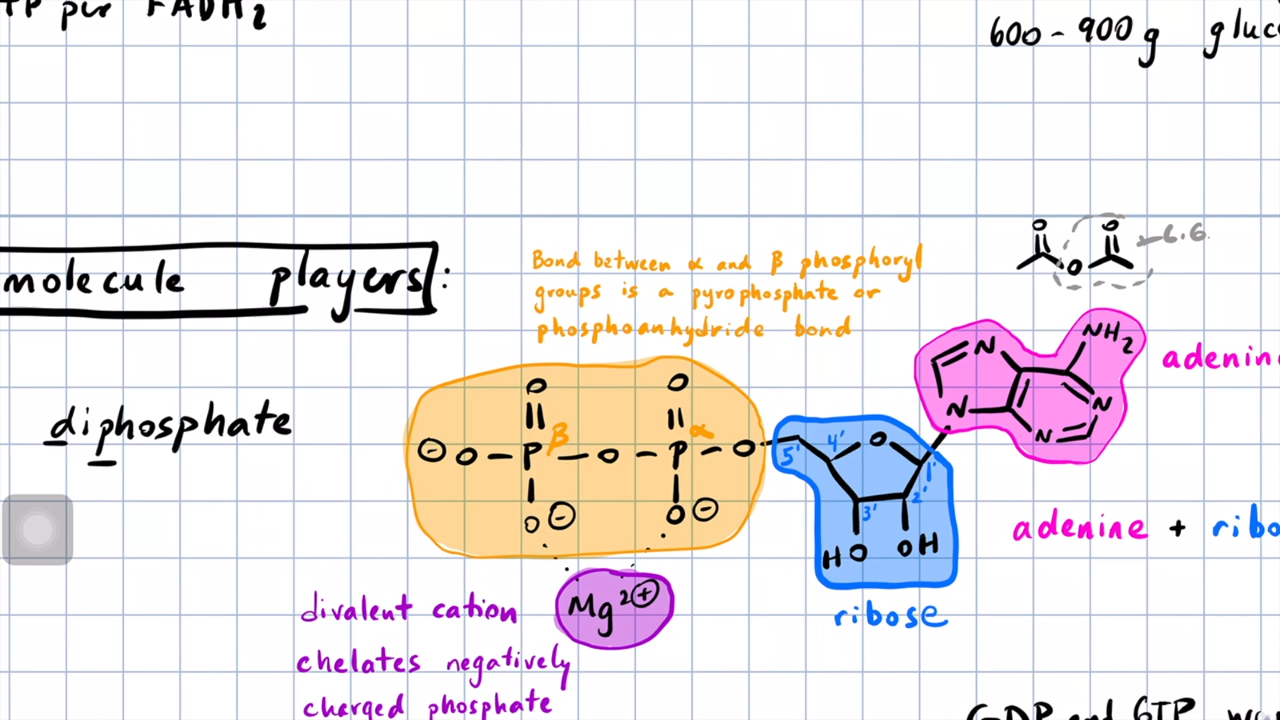 TP per FADH2
600 - 900 g gluc
molecule players:
L.G.
Bond between α and β phosphoryl
groups is a pyrophosphate or
phosphoanhydride bond
O O
O O
NH2
N
N
N
N
adenine
diphosphate
β α
⊖ O P O P O
5' 4' O 1'
3' 2'
O⊖ O⊖
HO OH
adenine + ribo
Mg2⊕
ribose
divalent cation
chelates negatively
charged phosphate
GDP and GTP